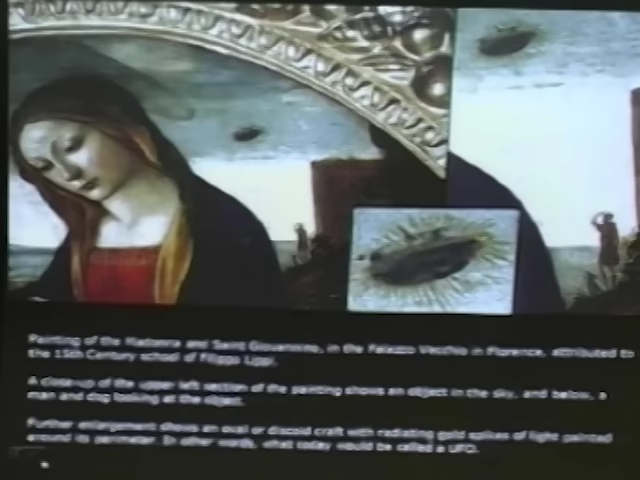 Painting of the Madonna and Saint Giovannino, in the Palazzo Vecchio in Florence, attributed to
the 15th Century school of Filippo Lippi.
A close-up of the upper left section of the painting shows an object in the sky, and below, a
man and dog looking at the object.
Further enlargement shows an oval or discoid craft with radiating gold spikes of light painted
around its perimeter. In other words, what today would be called a UFO.